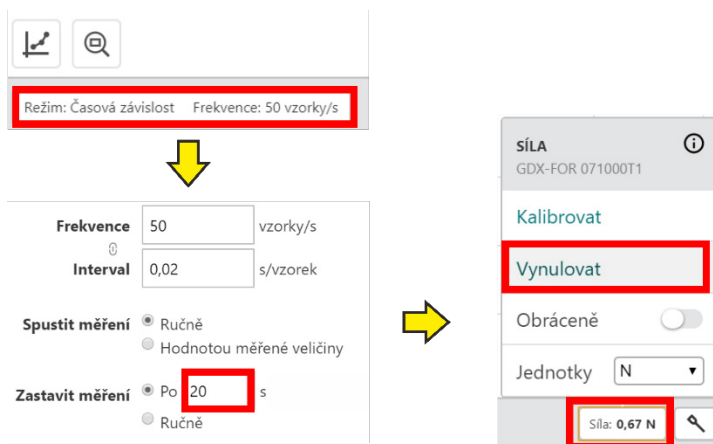 Režim: Časová závislost Frekvence: 50 vzorky/s
Frekvence 50 vzorky/s
Interval 0,02 s/vzorek
Spustit měření Ručně
Hodnotou měřené veličiny
Zastavit měření Po 20 s
Ručně
SÍLA
GDX-FOR 071000T1
Kalibrovat
Vynulovat
Obráceně
Jednotky N
Síla: 0,67 N